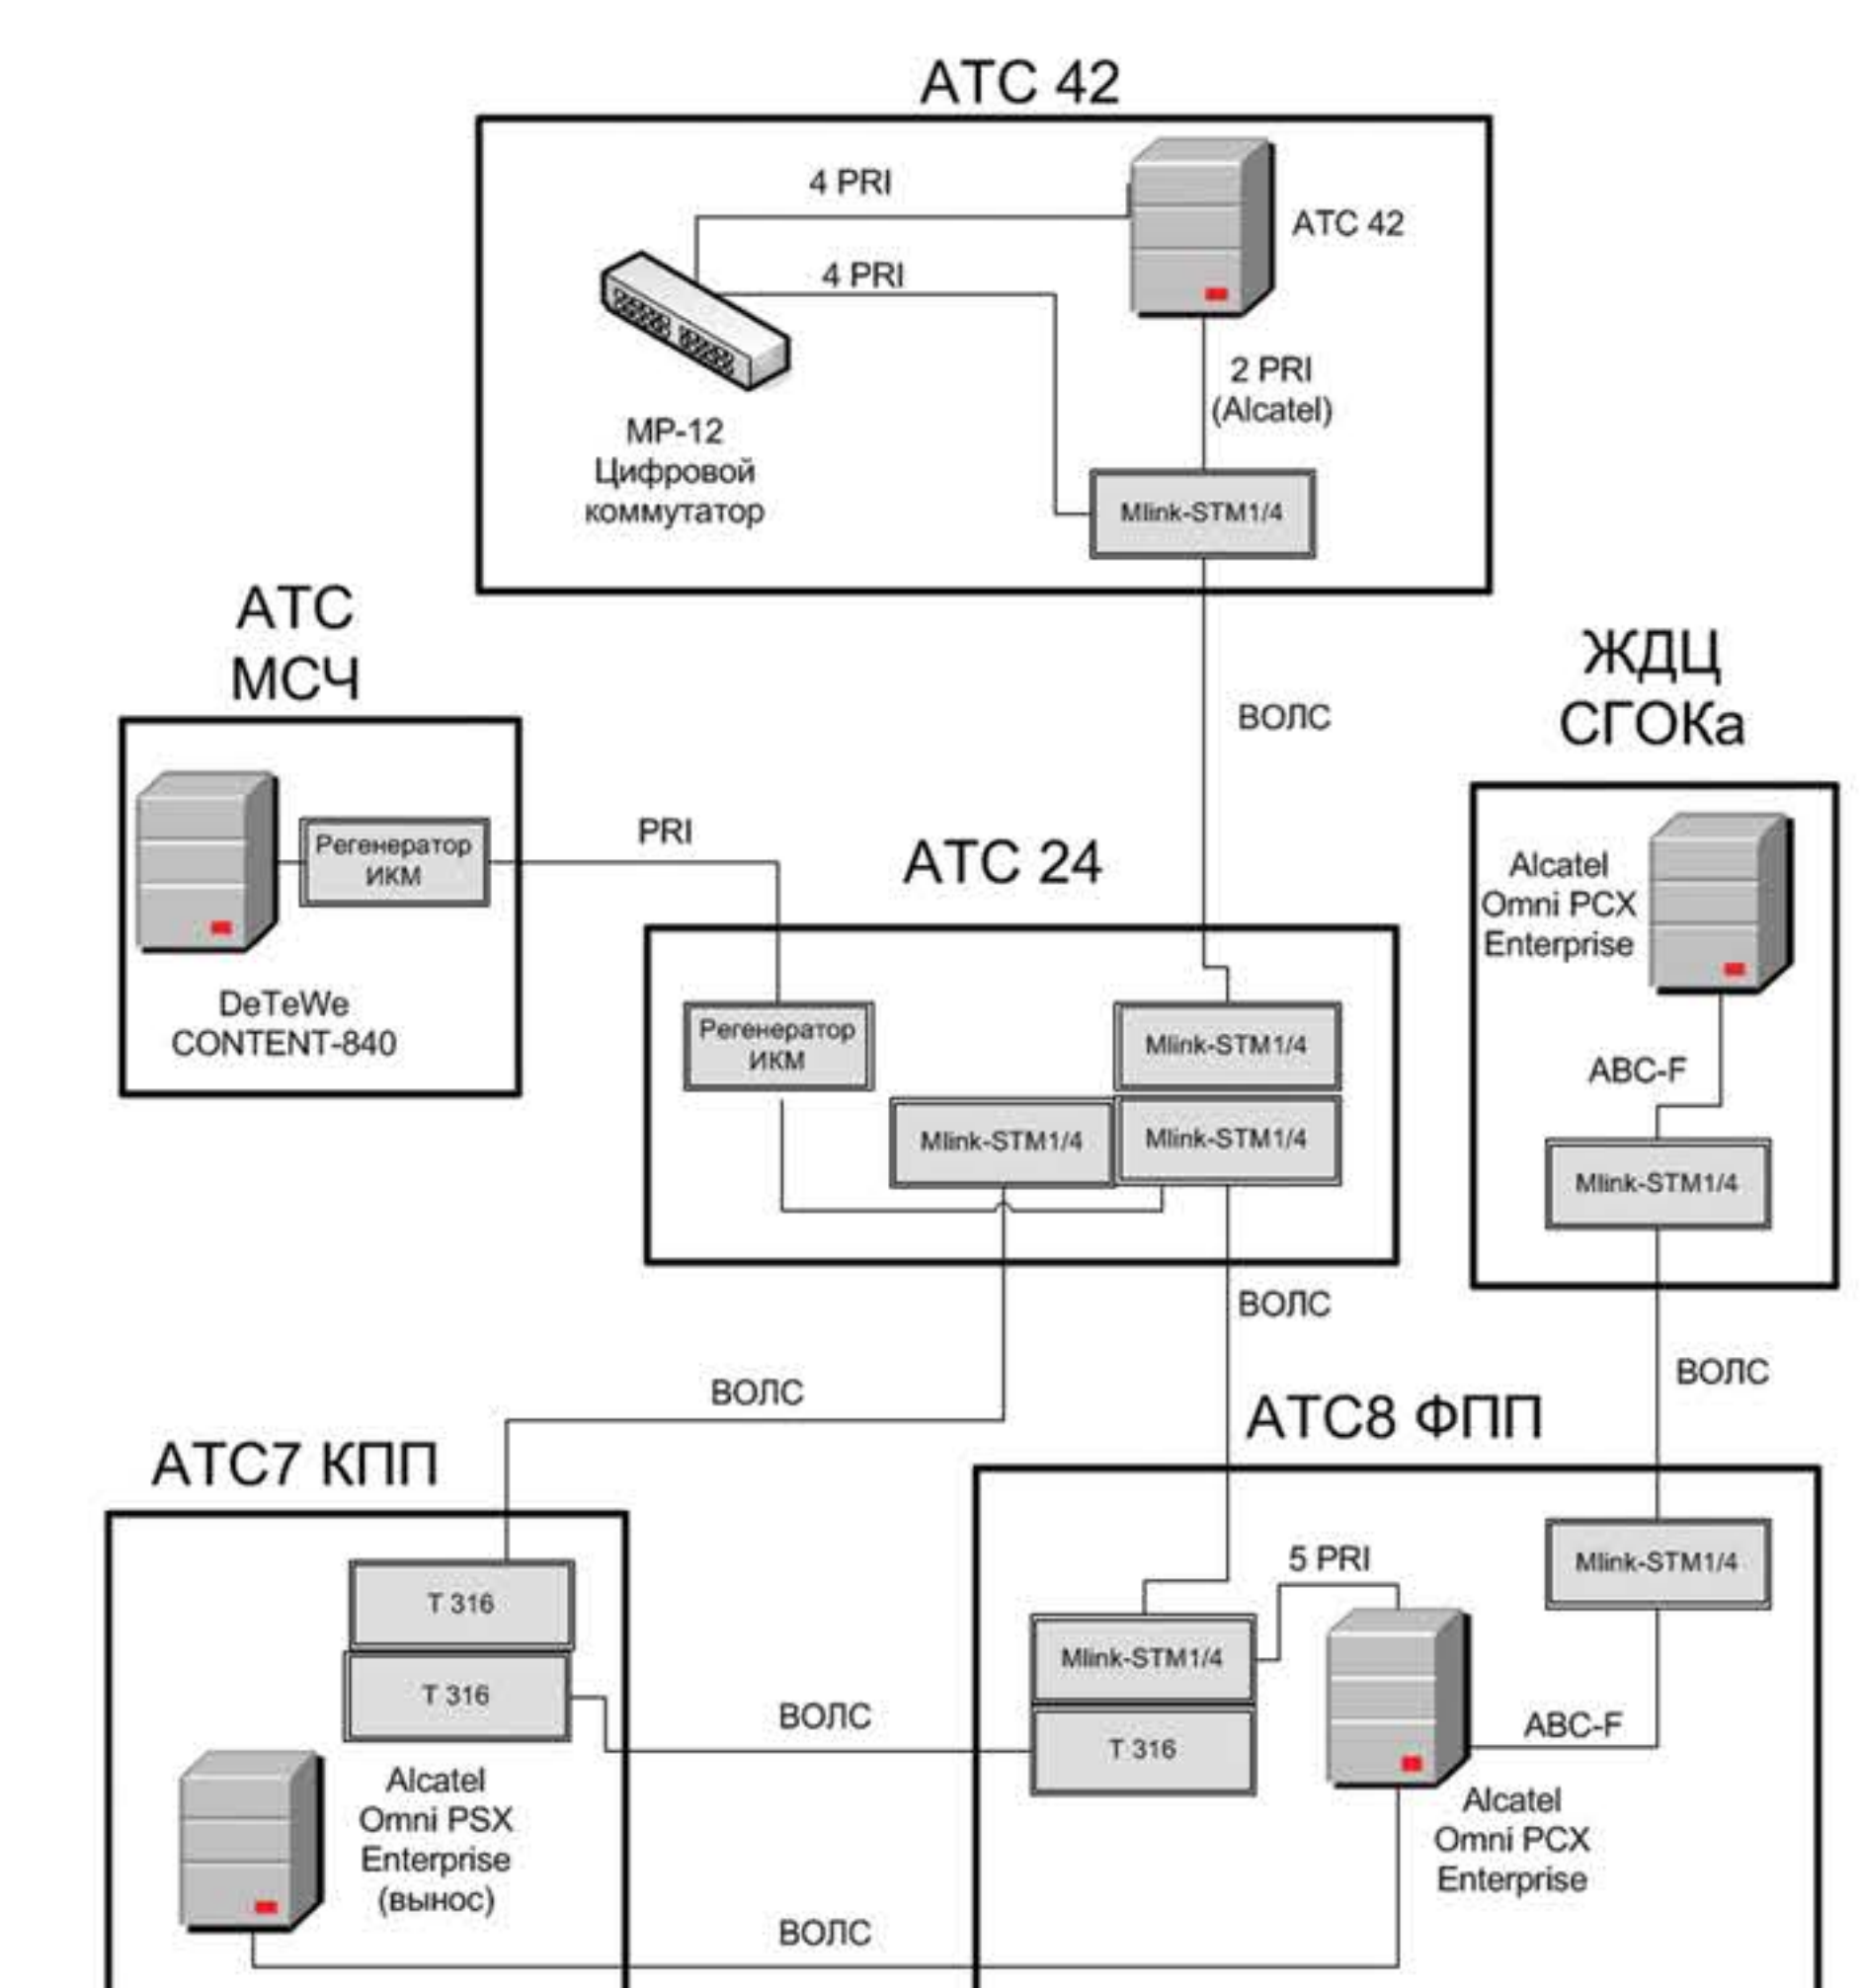 АТС 42
4 PRI
АТС 42
4 PRI
2 PRI
(Alcatel)
МР-12
Цифровой
коммутатор
Mlink-STM1/4
АТС
МСЧ
ВОЛС
ЖДЦ
СГОКа
Регенератор
ИКМ
PRI
DeTeWe
CONTENT-840
АТС 24
Alcatel
Omni PCX
Enterprise
Регенератор
ИКМ
Mlink-STM1/4
Mlink-STM1/4
Mlink-STM1/4
ABC-F
Mlink-STM1/4
ВОЛС
ВОЛС
ВОЛС
АТС7 КПП
АТС8 ФПП
T 316
T 316
ВОЛС
5 PRI
Mlink-STM1/4
Mlink-STM1/4
T 316
ABC-F
Alcatel
Omni PSX
Enterprise
(вынос)
Alcatel
Omni PCX
Enterprise
ВОЛС